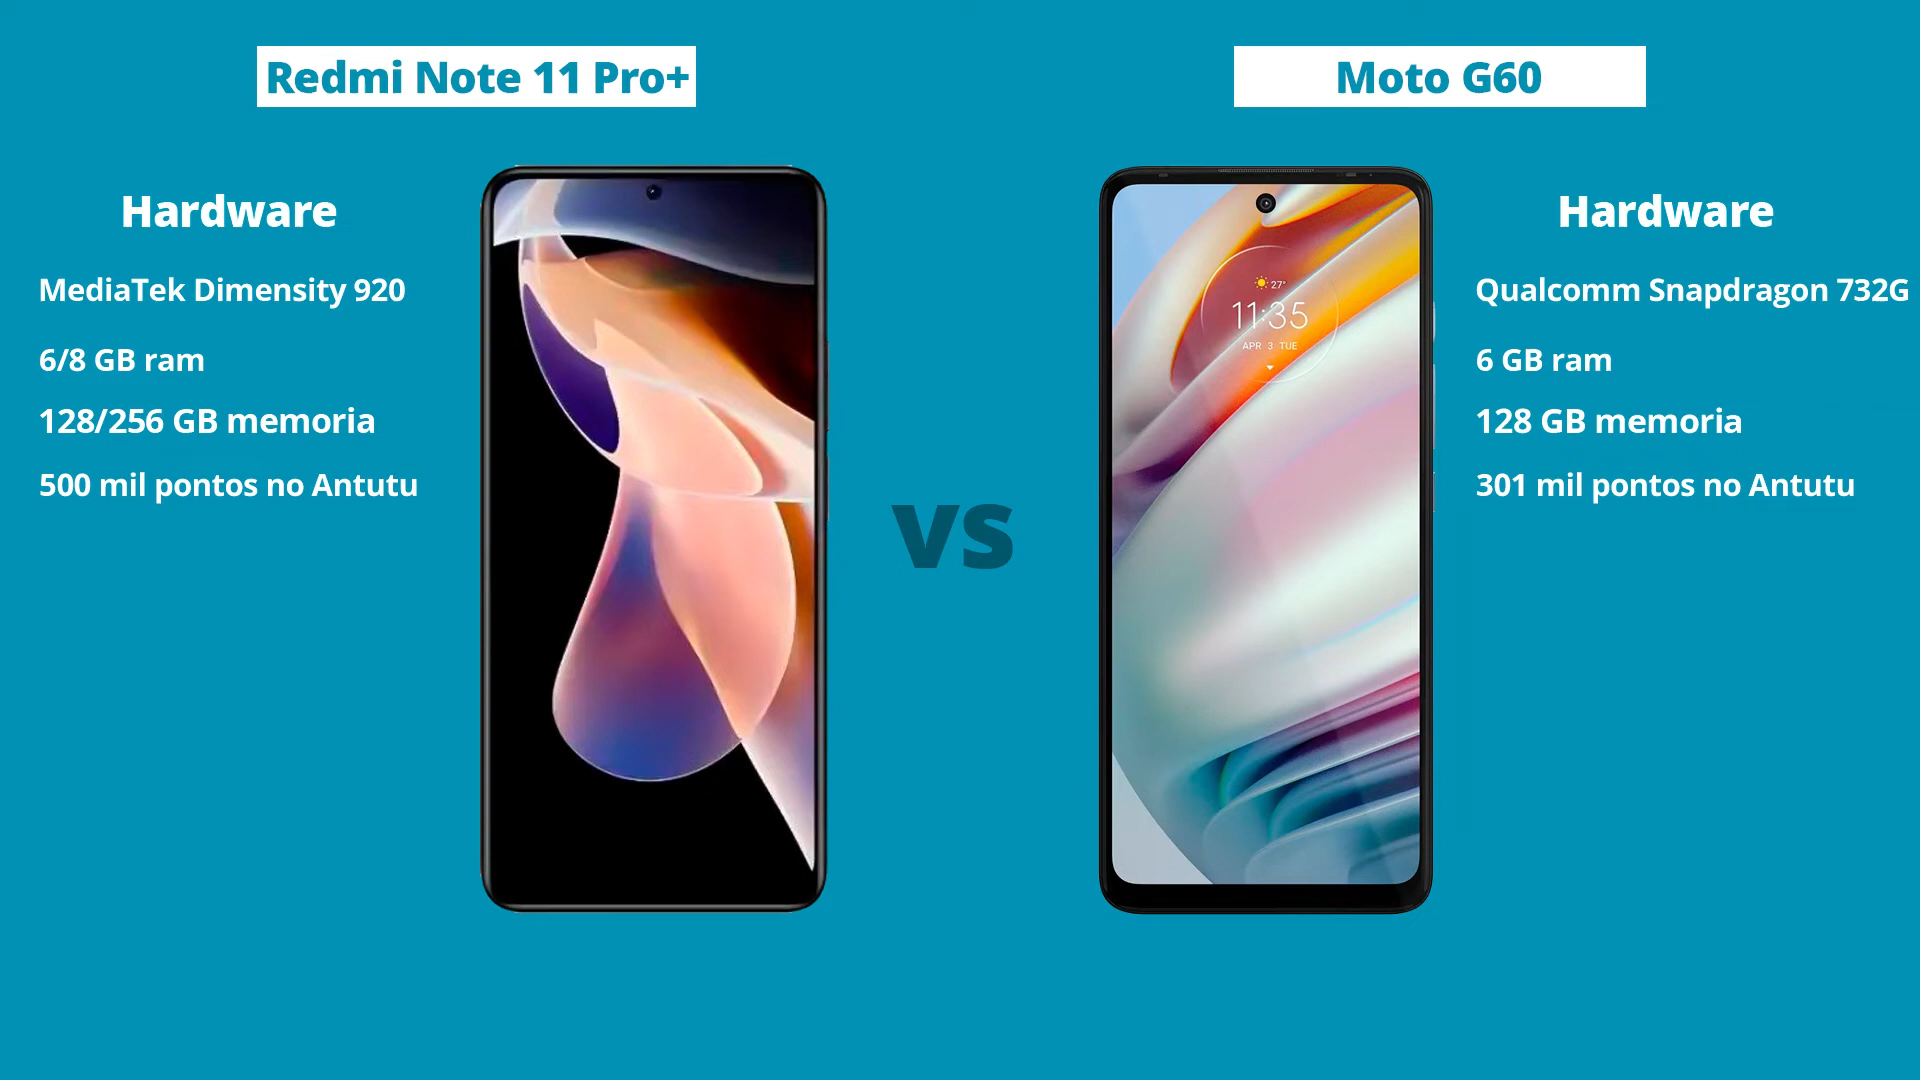 Redmi Note 11 Pro+
Moto G60
Hardware
MediaTek Dimensity 920
6/8 GB ram
128/256 GB memoria
500 mil pontos no Antutu
VS
27°
11:35
APR 3 TUE
Hardware
Qualcomm Snapdragon 732G
6 GB ram
128 GB memoria
301 mil pontos no Antutu